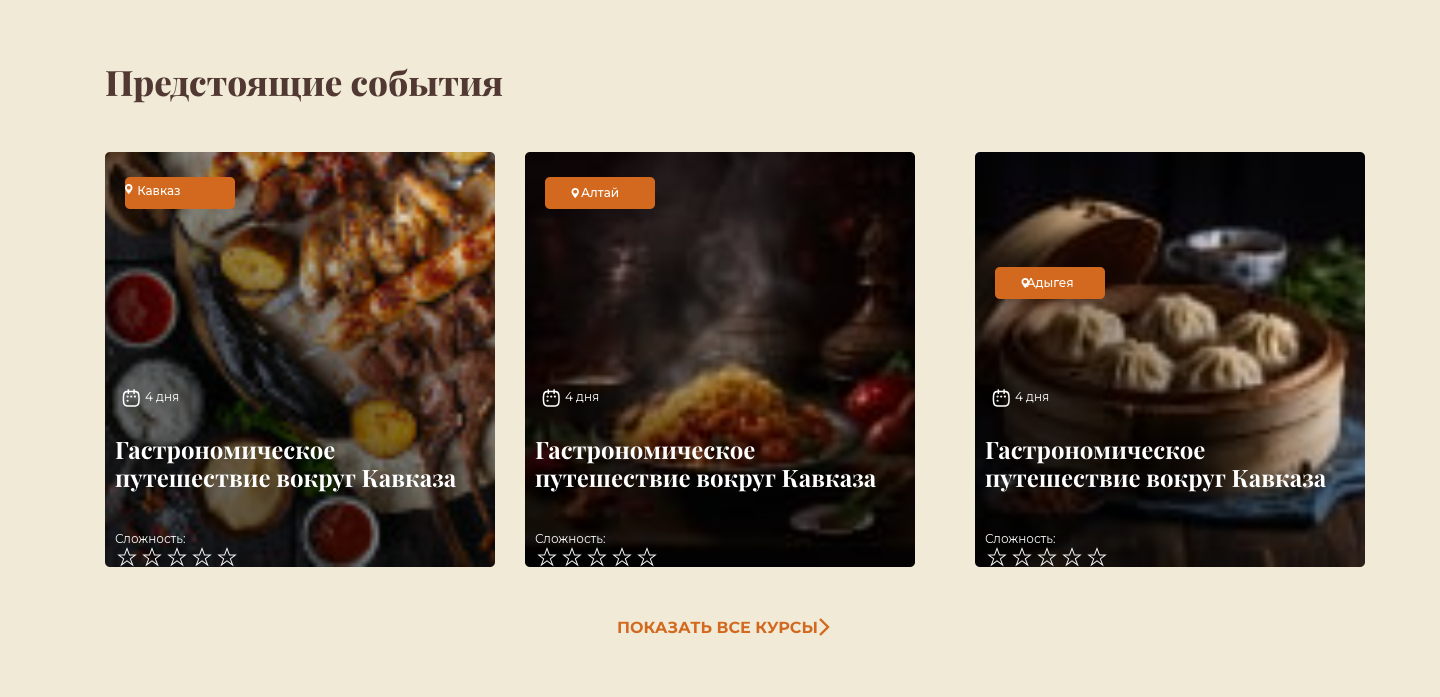 Предстоящие события
Кавказ
4 дня
Гастрономическое
путешествие вокруг Кавказа
Сложность:
Алтай
4 дня
Гастрономическое
путешествие вокруг Кавказа
Сложность:
Адыгея
4 дня
Гастрономическое
путешествие вокруг Кавказа
Сложность:
ПОКАЗАТЬ ВСЕ КУРСЫ